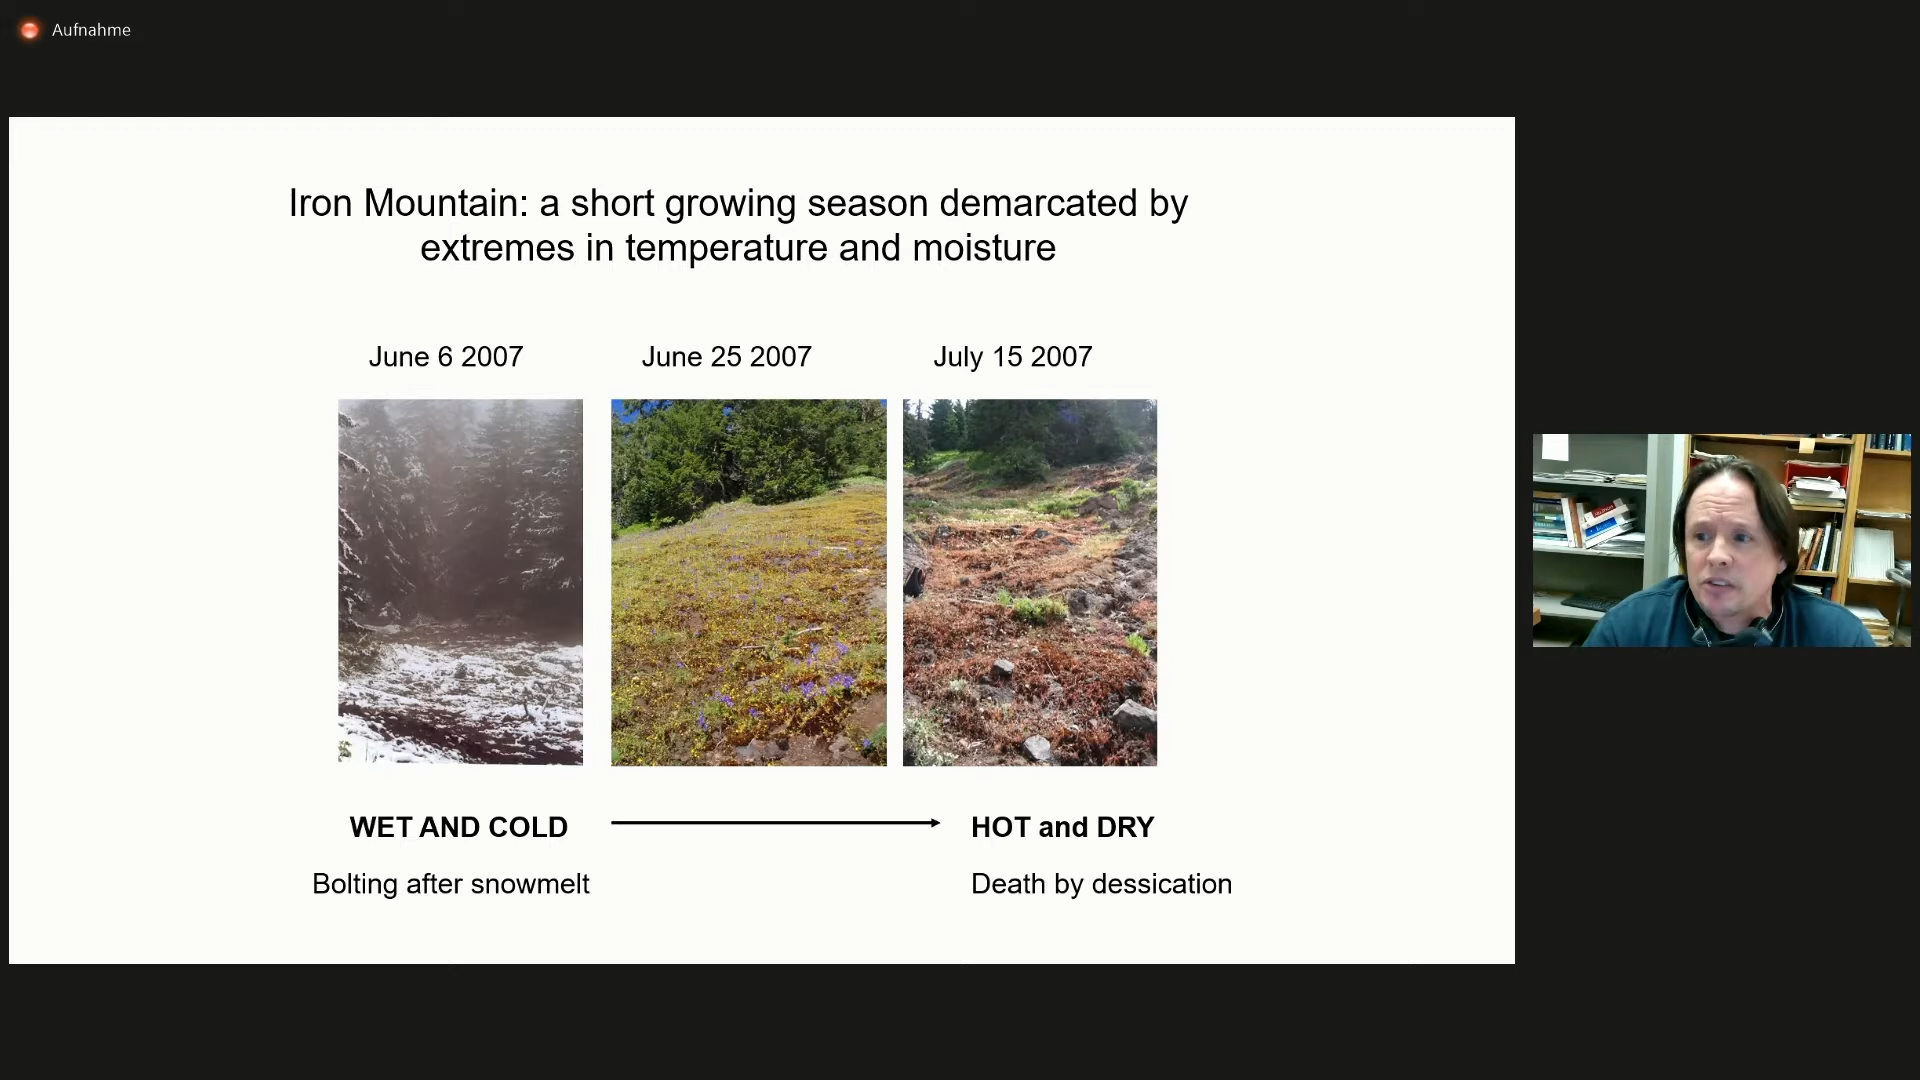 Aufnahme
Iron Mountain: a short growing season demarcated by
extremes in temperature and moisture
June 6 2007
June 25 2007
July 15 2007
WET AND COLD
HOT and DRY
Bolting after snowmelt
Death by dessication